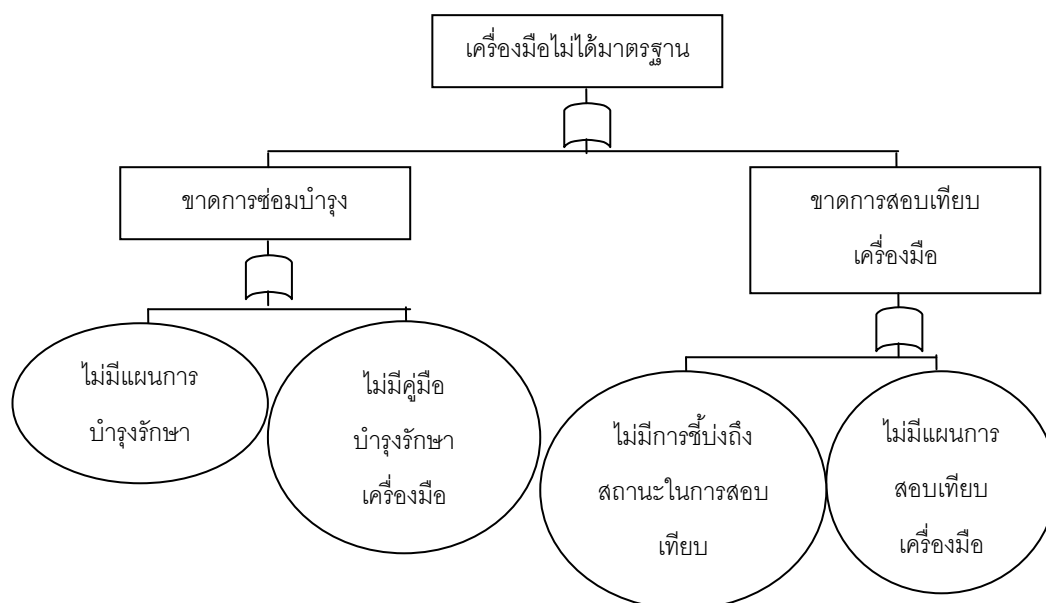 เครื่องมือไม่ได้มาตรฐาน
ขาดการซ่อมบำรุง
ขาดการสอบเทียบ
เครื่องมือ
ไม่มีแผนการ
บำรุงรักษา
ไม่มีคู่มือ
บำรุงรักษา
เครื่องมือ
ไม่มีการชี้บ่งถึง
สถานะในการสอบ
เทียบ
ไม่มีแผนการ
สอบเทียบ
เครื่องมือ